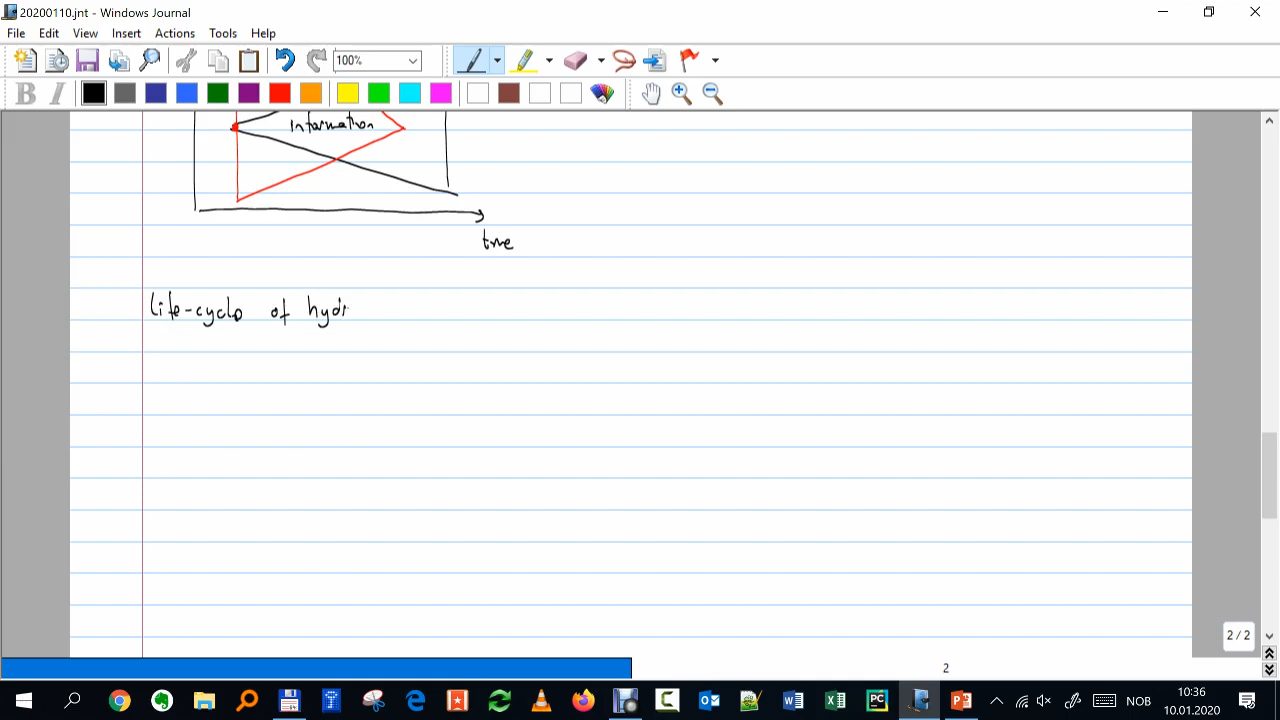 20200110.jnt - Windows Journal
File Edit View Insert Actions Tools Help
100%
B I
Information
time
Life-cycle of hydr
2 / 2
2
NOB
10:36
10.01.2020